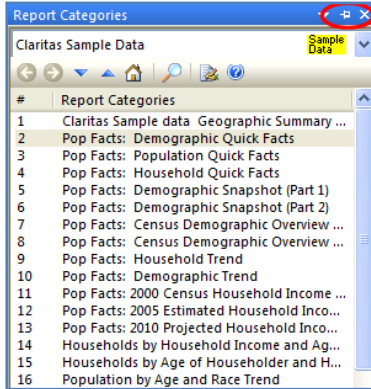 Report Categories
Claritas Sample Data
Sample
Data
# Report Categories
1 Claritas Sample data Geographic Summary ...
2 Pop Facts: Demographic Quick Facts
3 Pop Facts: Population Quick Facts
4 Pop Facts: Household Quick Facts
5 Pop Facts: Demographic Snapshot (Part 1)
6 Pop Facts: Demographic Snapshot (Part 2)
7 Pop Facts: Census Demographic Overview ...
8 Pop Facts: Census Demographic Overview ...
9 Pop Facts: Household Trend
10 Pop Facts: Demographic Trend
11 Pop Facts: 2000 Census Household Income ...
12 Pop Facts: 2005 Estimated Household Inco...
13 Pop Facts: 2010 Projected Household Inco...
14 Households by Household Income and Ag...
15 Households by Age of Householder and H...
16 Population by Age and Race Trend